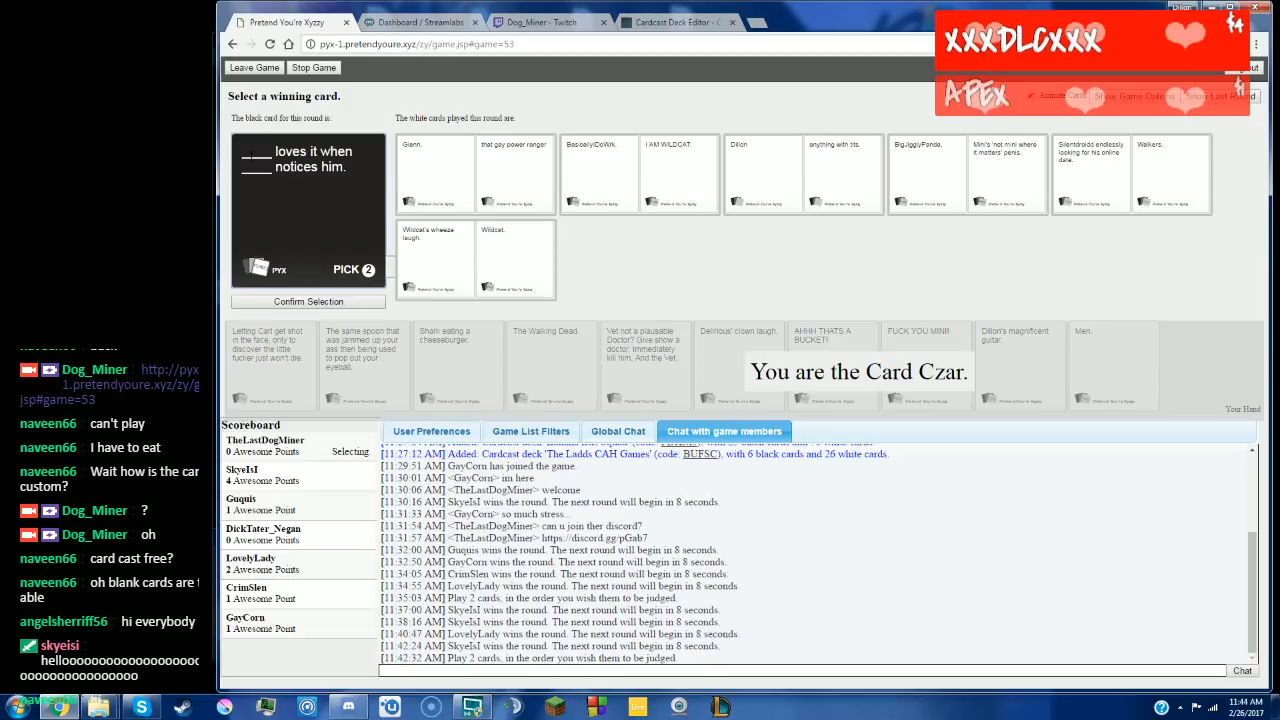 Pretend You're Xyzzy
Dashboard / Streamlabs
Dog_Miner - Twitch
Cardcast Deck Editor - C
Dillon
pyx-1.pretendyoure.xyz/zy/game.jsp#game=53
xxxDLCxxx
$4
APEX
Leave Game
Stop Game
Animate Cards
Show Game Options
Show Last Round
Select a winning card.
The black card for this round is:
The white cards played this round are:
____ loves it when
____ notices him.
PYX
PICK 2
Confirm Selection
Glenn.
that gay power ranger
BasicallyIDoWrk.
I AM WILDCAT.
Dillon
anything with tits.
BigJigglyPanda.
Mini's 'not mini where
it matters' penis.
Silentdroids endlessly
looking for his online
date.
Walkers.
Wildcat's wheeze
laugh.
Wildcat.
Letting Carl get shot
in the face, only to
discover the little
fucker just won't die.
The same spoon that
was jammed up your
ass then being used
to pop out your
eyeball.
Shark eating a
cheeseburger.
The Walking Dead.
Vet not a plausable
Doctor? Give show a
doctor. Immediately
kill him. And the Vet.
Delirious' clown laugh.
AHHH THATS A
BUCKET!
FUCK YOU MINI!!
Dillon's magnificent
guitar.
Men.
You are the Card Czar.
Your Hand
Scoreboard
TheLastDogMiner
0 Awesome Points
Selecting
SkyeIsI
4 Awesome Points
Guquis
1 Awesome Point
DickTater_Negan
0 Awesome Points
LovelyLady
2 Awesome Points
CrimSlen
1 Awesome Point
GayCorn
1 Awesome Point
User Preferences
Game List Filters
Global Chat
Chat with game members
[11:27:12 AM] Added: Cardcast deck 'The Ladds CAH Games' (code: BUFSC), with 6 black cards and 26 white cards.
[11:29:51 AM] GayCorn has joined the game.
[11:30:01 AM] <GayCorn> im here
[11:30:06 AM] <TheLastDogMiner> welcome
[11:30:16 AM] SkyeIsI wins the round. The next round will begin in 8 seconds.
[11:31:33 AM] <GayCorn> so much stress...
[11:31:54 AM] <TheLastDogMiner> can u join ther discord?
[11:31:57 AM] <TheLastDogMiner> https://discord.gg/pGab7
[11:32:00 AM] Guquis wins the round. The next round will begin in 8 seconds.
[11:32:50 AM] GayCorn wins the round. The next round will begin in 8 seconds.
[11:34:05 AM] CrimSlen wins the round. The next round will begin in 8 seconds.
[11:34:55 AM] LovelyLady wins the round. The next round will begin in 8 seconds.
[11:35:03 AM] Play 2 cards, in the order you wish them to be judged.
[11:37:00 AM] SkyeIsI wins the round. The next round will begin in 8 seconds.
[11:38:16 AM] SkyeIsI wins the round. The next round will begin in 8 seconds.
[11:40:47 AM] LovelyLady wins the round. The next round will begin in 8 seconds.
[11:42:24 AM] SkyeIsI wins the round. The next round will begin in 8 seconds.
[11:42:32 AM] Play 2 cards, in the order you wish them to be judged.
Chat
Dog_Miner: http://pyx-
1.pretendyoure.xyz/zy/g
jsp#game=53
naveen66: can't play
naveen66: I have to eat
naveen66: Wait how is the car
custom?
Dog_Miner: ?
Dog_Miner: oh
naveen66: card cast free?
naveen66: oh blank cards are f
able
angelsherriff56: hi everybody
skyeisi:
hellooooooooooooooooooo
oooooooooooooooo
naveen66
11:44 AM
2/26/2017